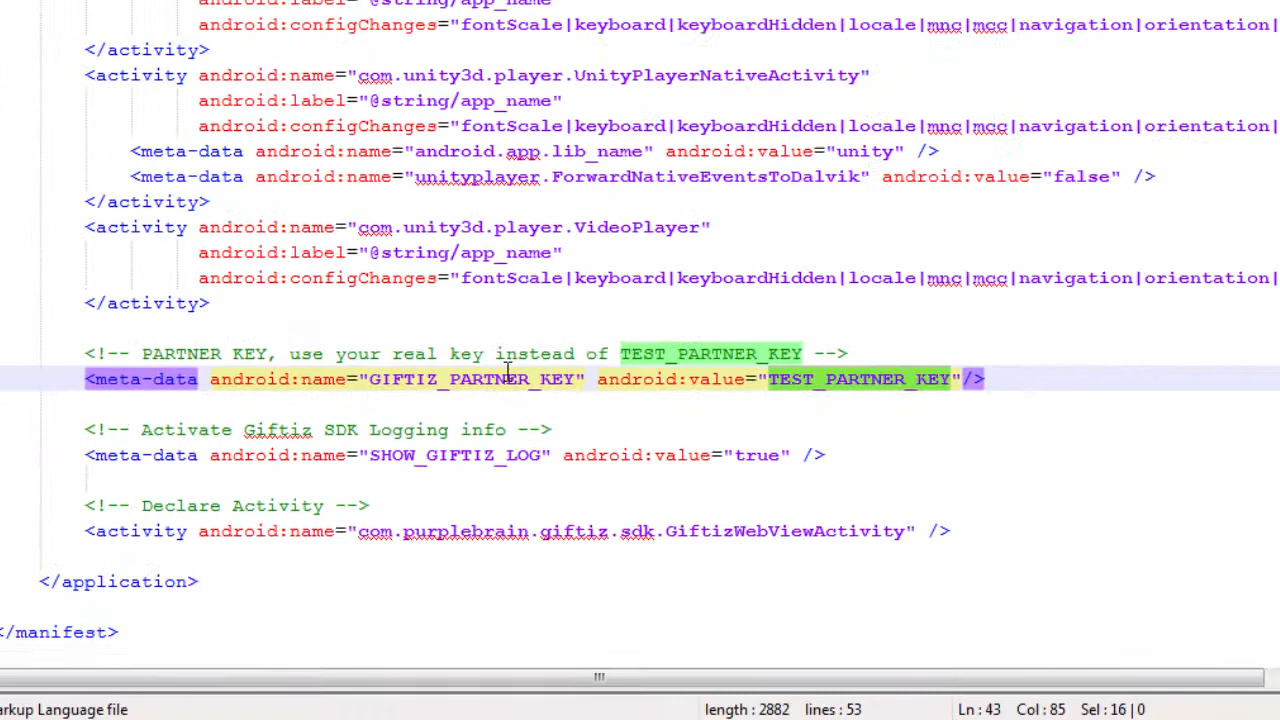 android:label="@string/app_name"
android:configChanges="fontScale|keyboard|keyboardHidden|locale|mnc|mcc|navigation|orientation|
</activity>
<activity android:name="com.unity3d.player.UnityPlayerNativeActivity"
android:label="@string/app_name"
android:configChanges="fontScale|keyboard|keyboardHidden|locale|mnc|mcc|navigation|orientation|
<meta-data android:name="android.app.lib_name" android:value="unity" />
<meta-data android:name="unityplayer.ForwardNativeEventsToDalvik" android:value="false" />
</activity>
<activity android:name="com.unity3d.player.VideoPlayer"
android:label="@string/app_name"
android:configChanges="fontScale|keyboard|keyboardHidden|locale|mnc|mcc|navigation|orientation|
</activity>
<!-- PARTNER KEY, use your real key instead of TEST_PARTNER_KEY -->
<meta-data android:name="GIFTIZ_PARTNER_KEY" android:value="TEST_PARTNER_KEY"/>
<!-- Activate Giftiz SDK Logging info -->
<meta-data android:name="SHOW_GIFTIZ_LOG" android:value="true" />
<!-- Declare Activity -->
<activity android:name="com.purplebrain.giftiz.sdk.GiftizWebViewActivity" />
</application>
</manifest>
arkup Language file length : 2882 lines : 53 Ln : 43 Col : 85 Sel : 16 | 0